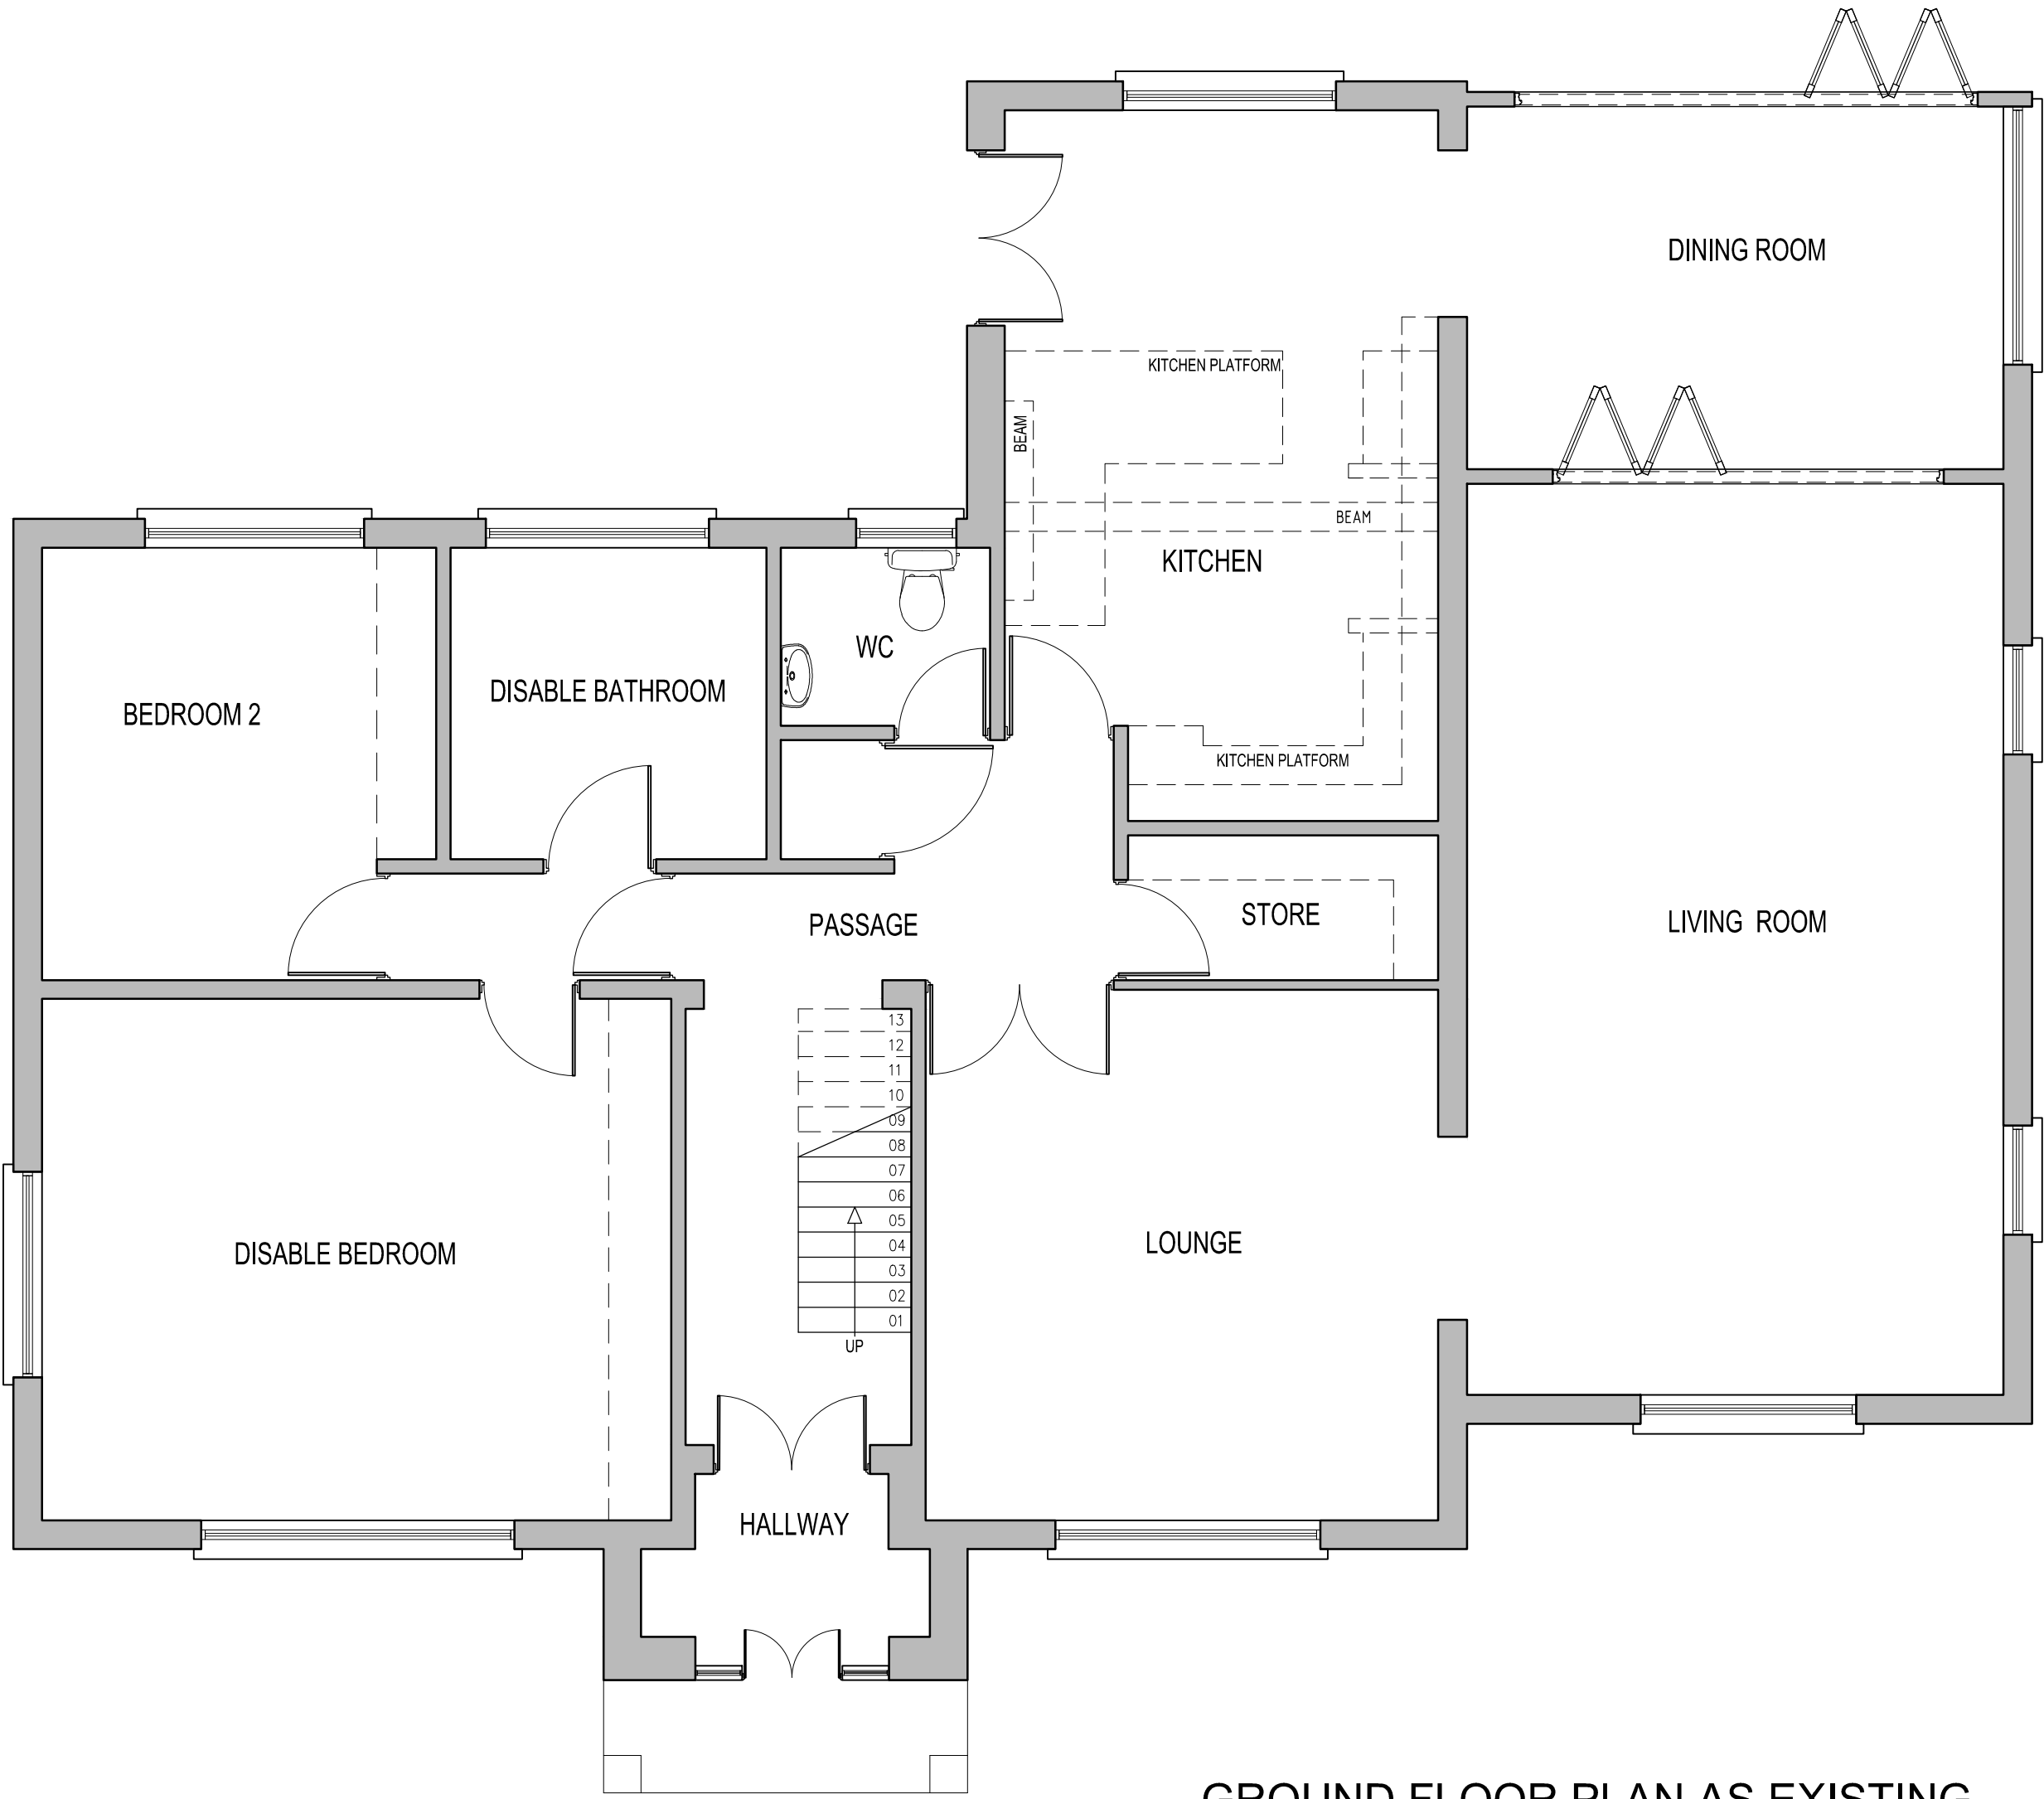 DINING ROOM
KITCHEN PLATFORM
BEAM
BEAM
KITCHEN
WC
DISABLE BATHROOM
BEDROOM 2
KITCHEN PLATFORM
STORE
PASSAGE
LIVING ROOM
13
12
11
10
09
08
07
06
05
04
03
02
01
UP
LOUNGE
DISABLE BEDROOM
HALLWAY
GROUND FLOOR PLAN AS EXISTING